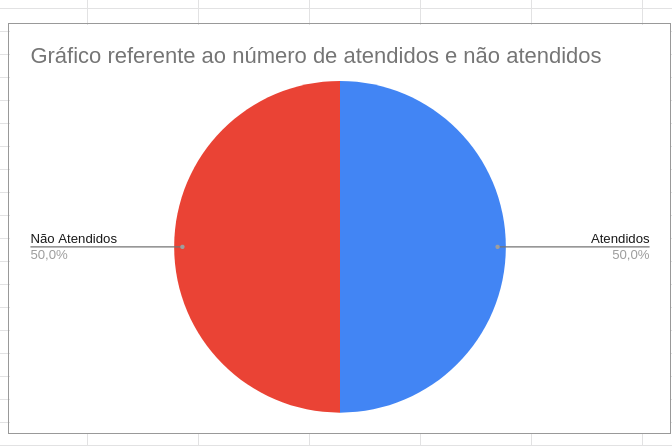 Gráfico referente ao número de atendidos e não atendidos
Não Atendidos
50,0%
Atendidos
50,0%